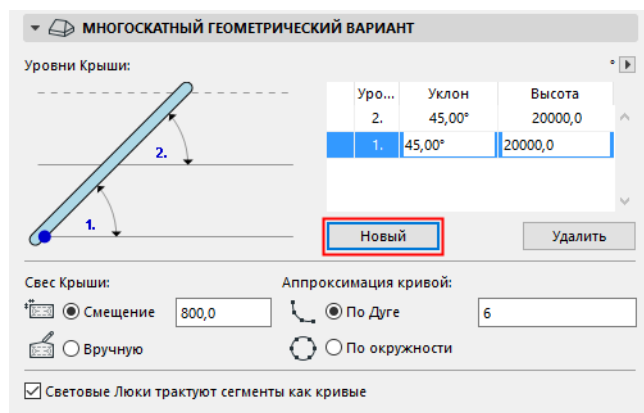 МНОГОСКАТНЫЙ ГЕОМЕТРИЧЕСКИЙ ВАРИАНТ
Уровни Крыши: °
Уро... Уклон Высота
2. 45,00° 20000,0
1. 45,00° 20000,0
2.
1.
Новый Удалить
Свес Крыши: Аппроксимация кривой:
Смещение 800,0 По Дуге 6
Вручную По окружности
Световые Люки трактуют сегменты как кривые